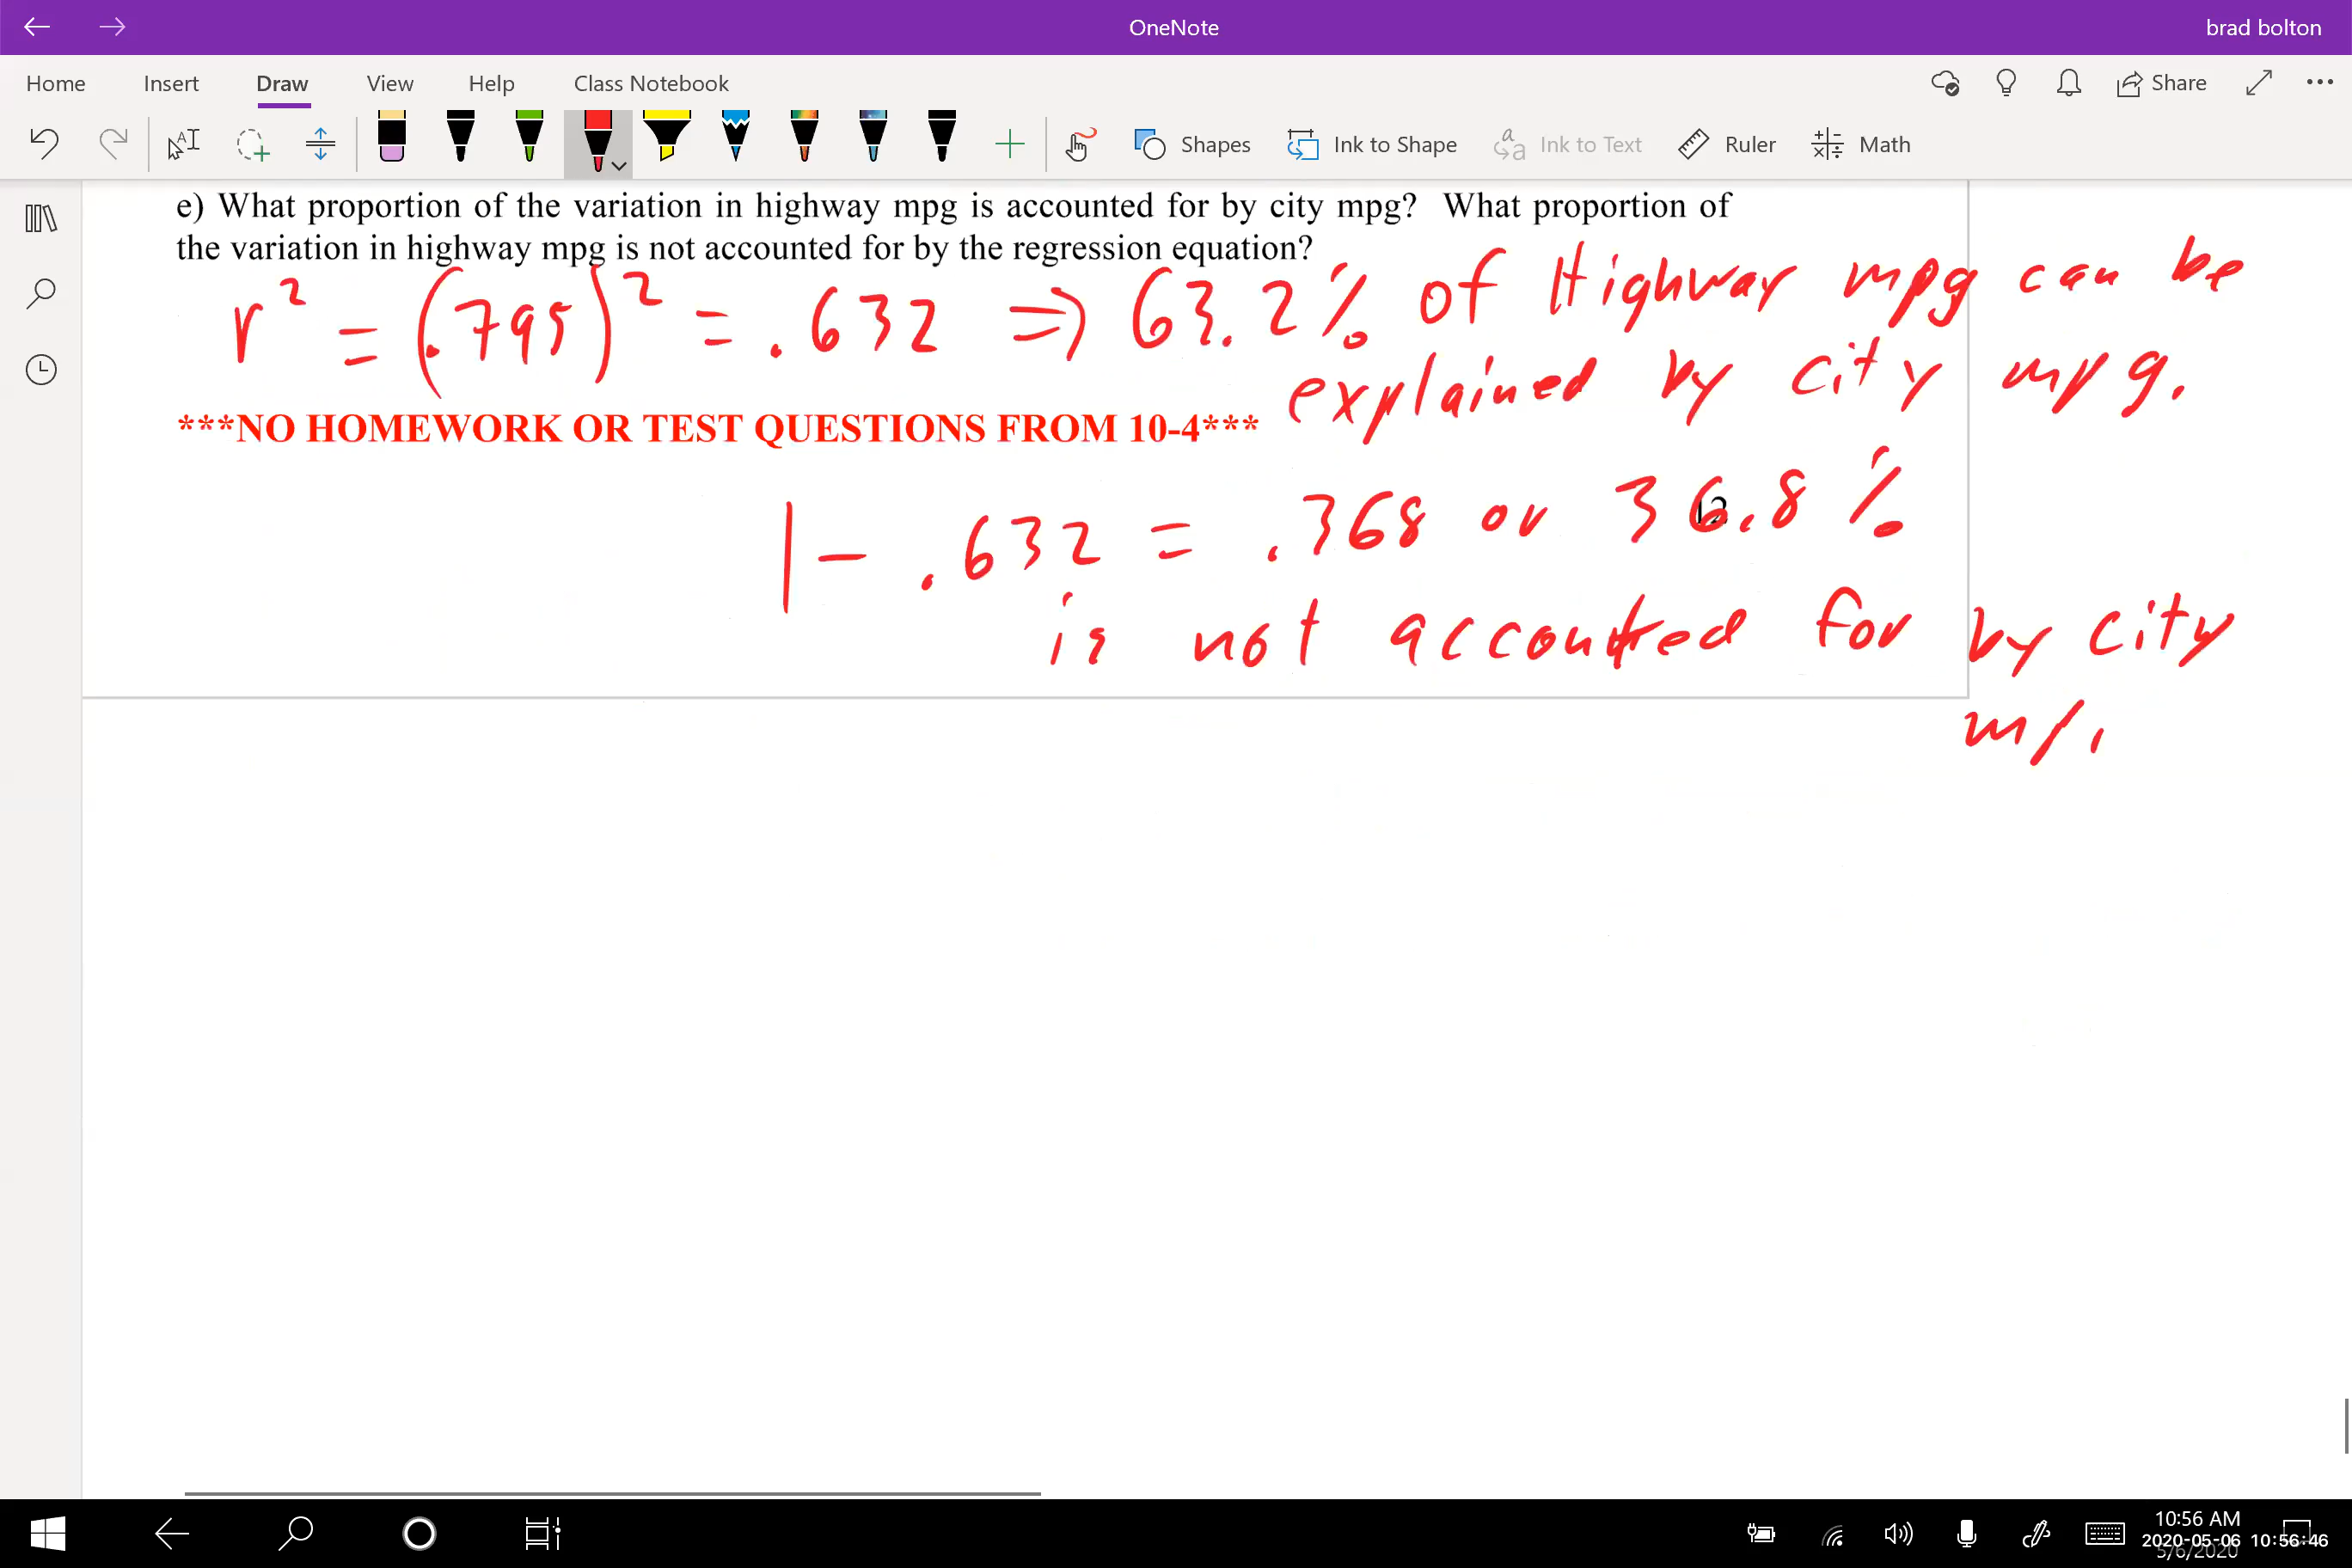 OneNote
brad bolton
Home Insert Draw View Help Class Notebook Share
Shapes Ink to Shape Ink to Text Ruler Math
e) What proportion of the variation in highway mpg is accounted for by city mpg? What proportion of
the variation in highway mpg is not accounted for by the regression equation?
r² = (.795)² = .632 ⇒ 63.2% of Highway mpg can be
explained by city mpg.
***NO HOMEWORK OR TEST QUESTIONS FROM 10-4***
1 - .632 = .368 or 36.8%
12
is not accounted for by city
10:56 AM
2020-05-06 10:56:46
5/6/2020